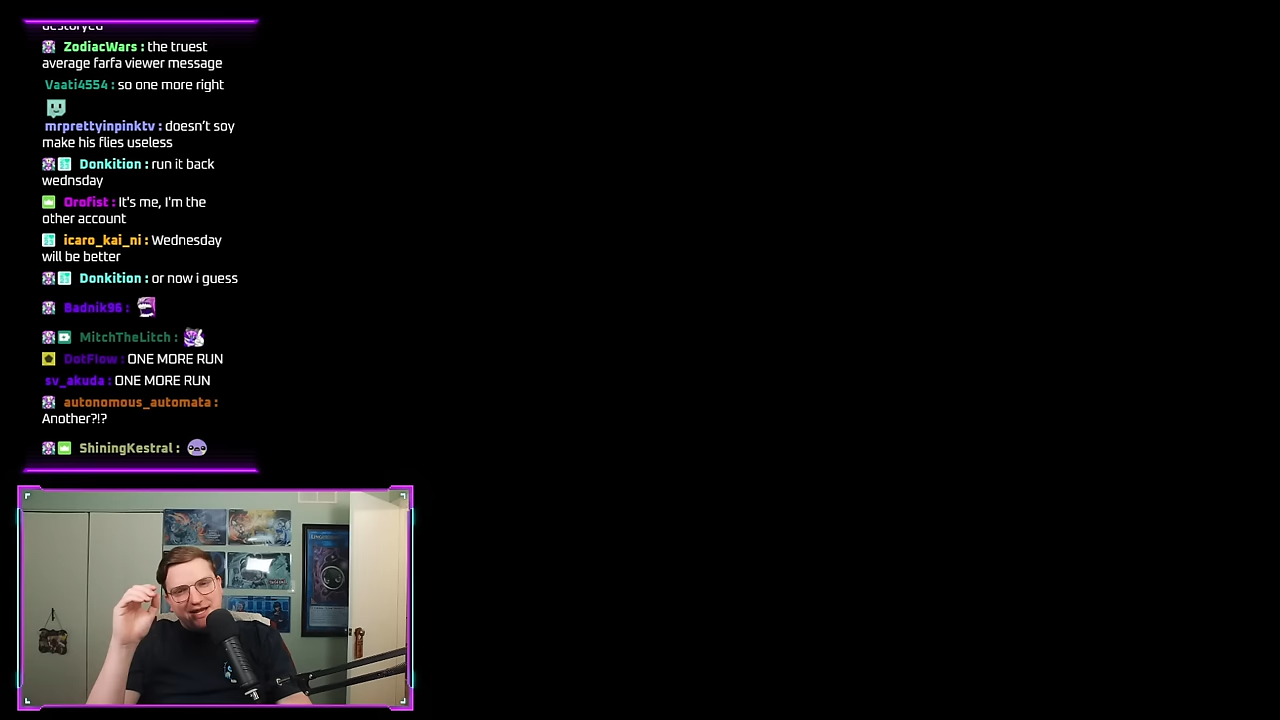 destoryed
ZodiacWars : the truest
average farfa viewer message
Vaati4554 : so one more right
mrprettyinpinktv : doesn't soy
make his flies useless
Donkition : run it back
wednsday
Orofist : It's me, I'm the
other account
icaro_kai_ni : Wednesday
will be better
Donkition : or now i guess
Badnik96 :
MitchTheLitch :
DotFlow : ONE MORE RUN
sv_akuda : ONE MORE RUN
autonomous_automata :
Another?!?
ShiningKestral :